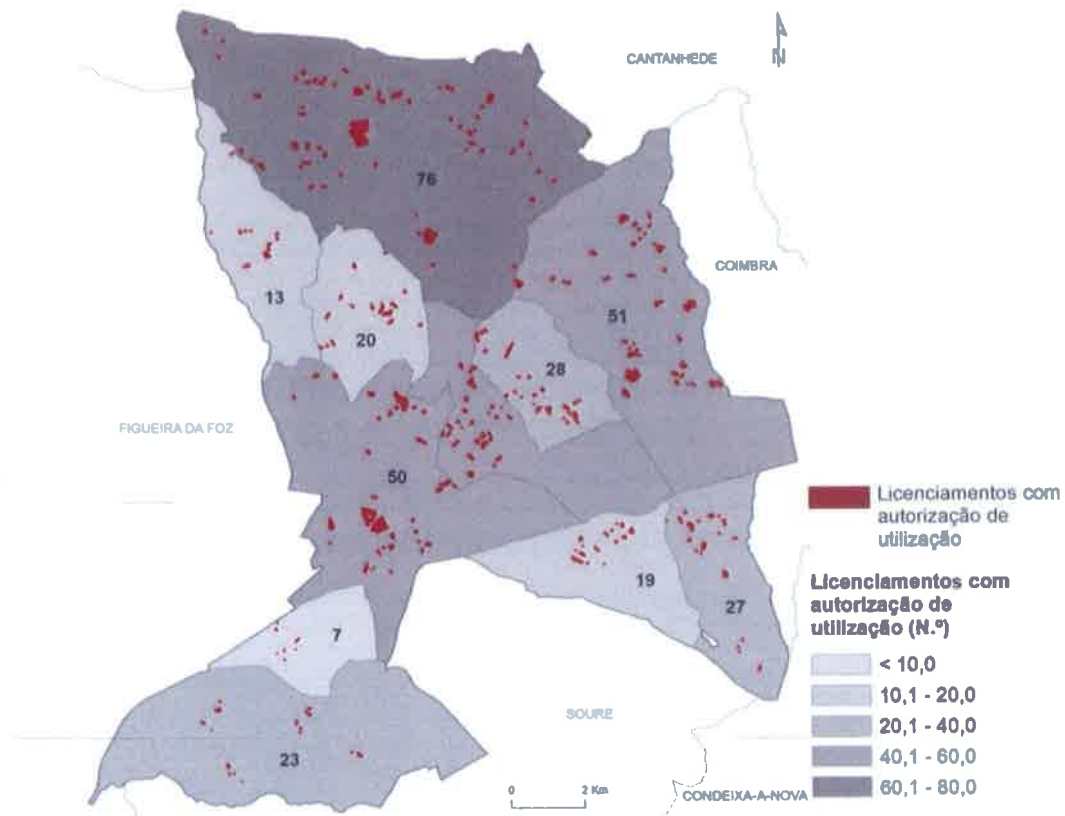 CANTANHEDE
N
76
COIMBRA
13
51
20
28
FIGUEIRA DA FOZ
50
Licenciamentos com
autorização de
utilização
19
27
Licenciamentos com
autorização de
utilização (N.º)
7
< 10,0
10,1 - 20,0
SOURE
20,1 - 40,0
23
40,1 - 60,0
0 2 Km
CONDEIXA-A-NOVA
60,1 - 80,0